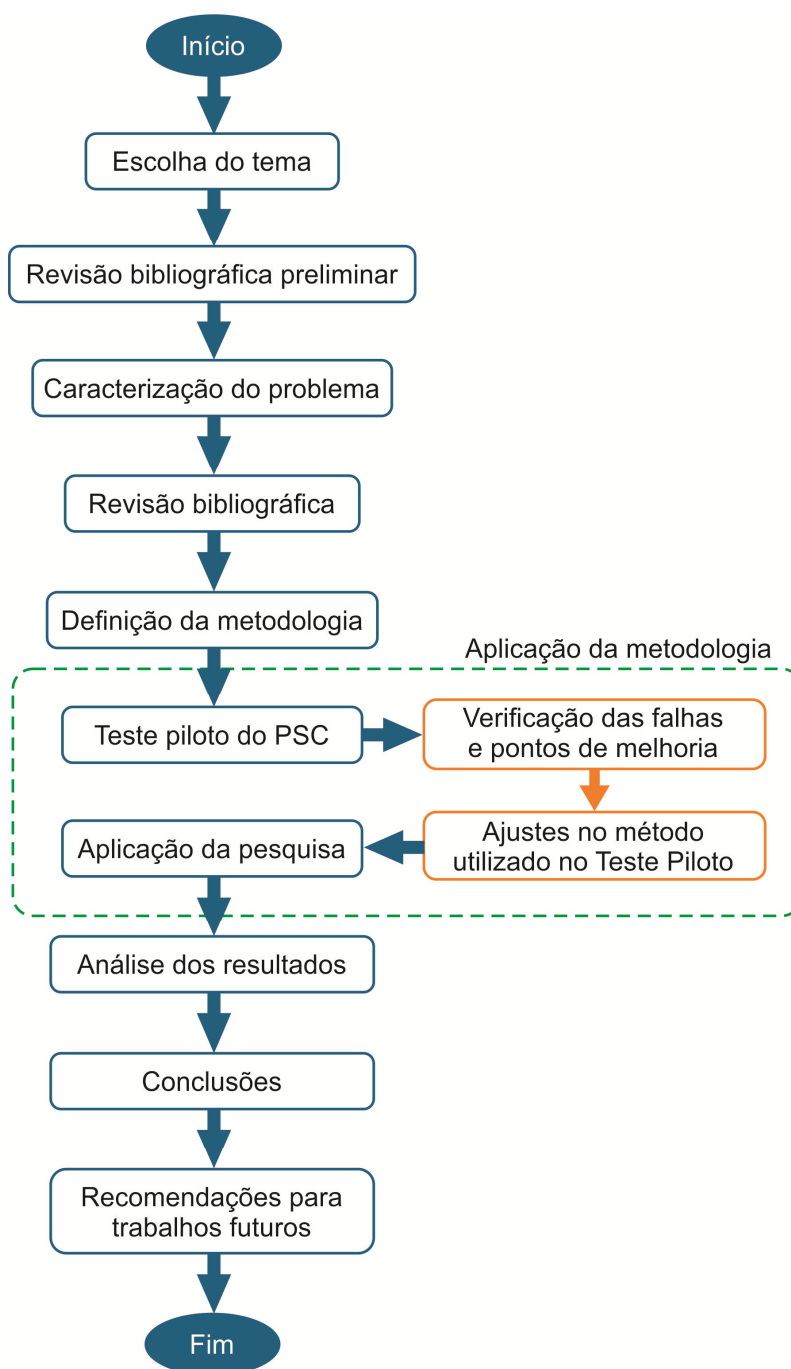 Início
Escolha do tema
Revisão bibliográfica preliminar
Caracterização do problema
Revisão bibliográfica
Definição da metodologia
Aplicação da metodologia
Teste piloto do PSC
Verificação das falhas
e pontos de melhoria
Ajustes no método
utilizado no Teste Piloto
Aplicação da pesquisa
Análise dos resultados
Conclusões
Recomendações para
trabalhos futuros
Fim